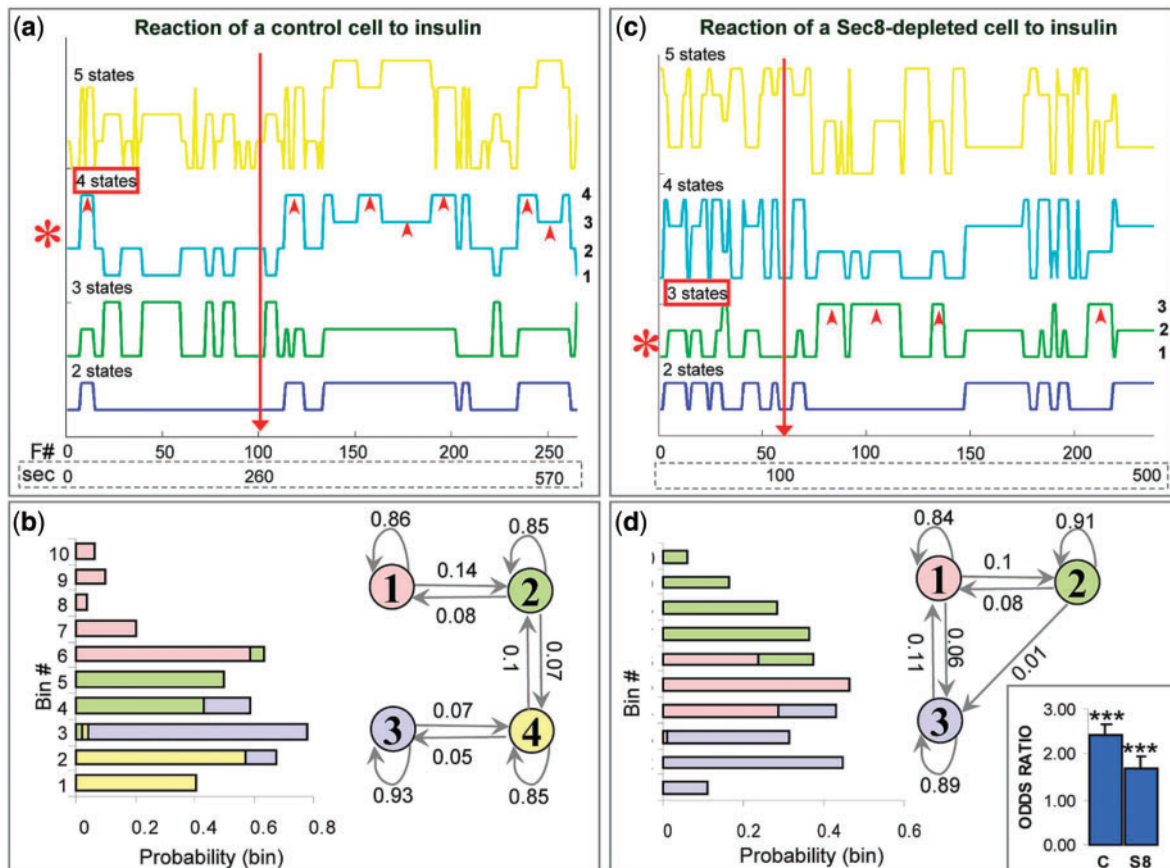 (a) Reaction of a control cell to insulin
5 states
4 states
4
3
2
1
*
3 states
2 states
F# 0 50 100 150 200 250
sec 0 260 570
(c) Reaction of a Sec8-depleted cell to insulin
5 states
4 states
3 states
3
2
1
*
2 states
0 50 100 150 200
100 500
(b)
Bin #
10
9
8
7
6
5
4
3
2
1
0 0.2 0.4 0.6 0.8
Probability (bin)
0.86 0.85
1 0.14 2
0.08
0.1 0.07
3 0.07 4
0.05
0.93 0.85
(d)
Bin #
0 0.2 0.4 0.6
Probability (bin)
0.84 0.91
1 0.1 2
0.08
0.11 0.06 0.01
3
0.89
ODDS RATIO
3.00
2.00
1.00
0.00
*** ***
C S8